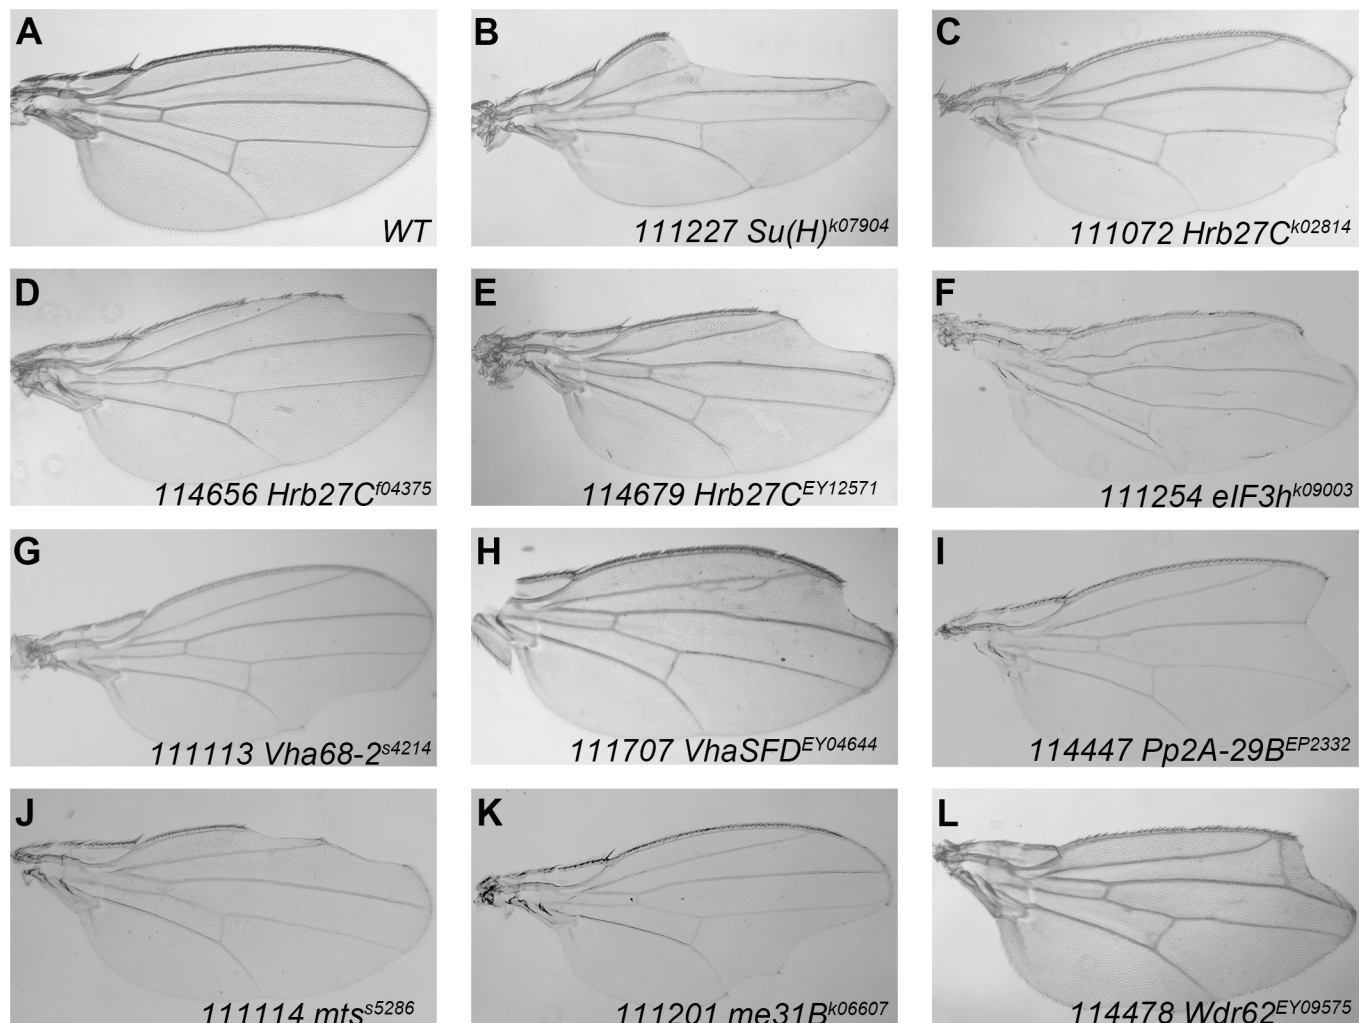 A
WT
B
111227 Su(H)k07904
C
111072 Hrb27Ck02814
D
114656 Hrb27Cf04375
E
114679 Hrb27CEY12571
F
111254 eIF3hk09003
G
111113 Vha68-2s4214
H
111707 VhaSFDEY04644
I
114447 Pp2A-29BEP2332
J
111114 mtss5286
K
111201 me31Bk06607
L
114478 Wdr62EY09575